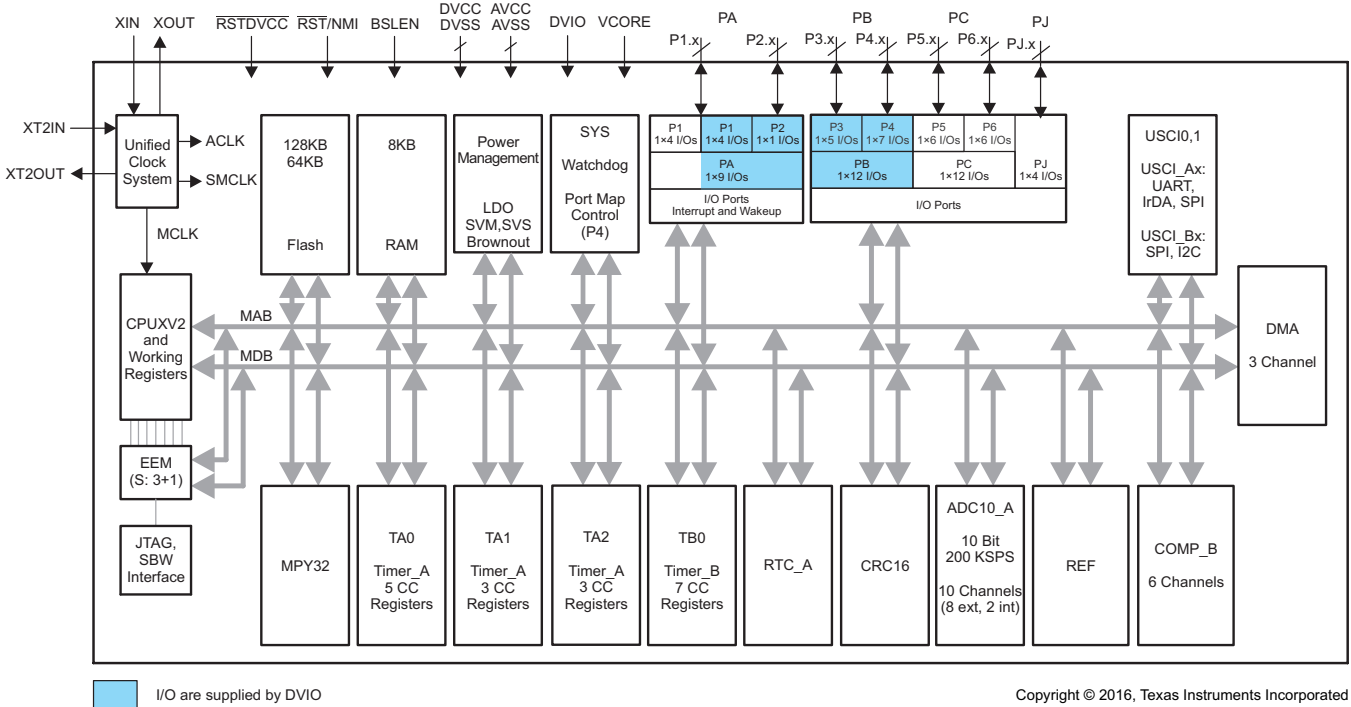 XIN XOUT RSTDVCC RST/NMI BSLEN DVCC DVSS AVCC AVSS DVIO VCORE PA PB PC PJ
P1.x P2.x P3.x P4.x P5.x P6.x PJ.x
XT2IN
XT2OUT
Unified
Clock
System
ACLK
SMCLK
MCLK
128KB
64KB
Flash
8KB
RAM
Power
Management
LDO
SVM,SVS
Brownout
SYS
Watchdog
Port Map
Control
(P4)
P1
1×4 I/Os
P1
1×4 I/Os
P2
1×1 I/Os
PA
1×9 I/Os
I/O Ports
Interrupt and Wakeup
P3
1×5 I/Os
P4
1×7 I/Os
P5
1×6 I/Os
P6
1×6 I/Os
PB
1×12 I/Os
PC
1×12 I/Os
PJ
1×4 I/Os
I/O Ports
USCI0,1
USCI_Ax:
UART,
IrDA, SPI
USCI_Bx:
SPI, I2C
CPUXV2
and
Working
Registers
MAB
MDB
DMA
3 Channel
EEM
(S: 3+1)
JTAG,
SBW
Interface
MPY32
TA0
Timer_A
5 CC
Registers
TA1
Timer_A
3 CC
Registers
TA2
Timer_A
3 CC
Registers
TB0
Timer_B
7 CC
Registers
RTC_A
CRC16
ADC10_A
10 Bit
200 KSPS
10 Channels
(8 ext, 2 int)
REF
COMP_B
6 Channels
I/O are supplied by DVIO
Copyright © 2016, Texas Instruments Incorporated